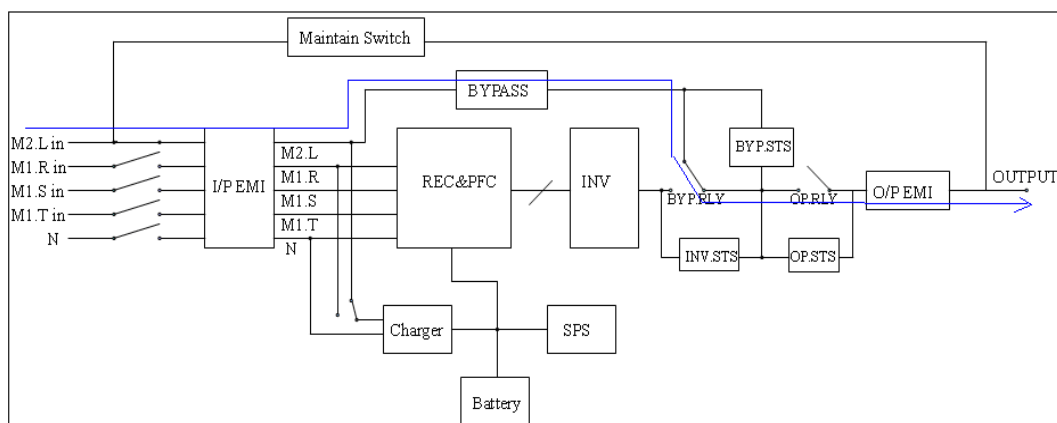 Maintain Switch
BYPASS
M2.L in
M1.R in
M1.S in
M1.T in
N
I/P EMI
M2.L
M1.R
M1.S
M1.T
N
REC&PFC
INV
BYP.STS
BYP.RLY
OP.RLY
O/P EMI
OUTPUT
INV.STS
OP.STS
Charger
SPS
Battery